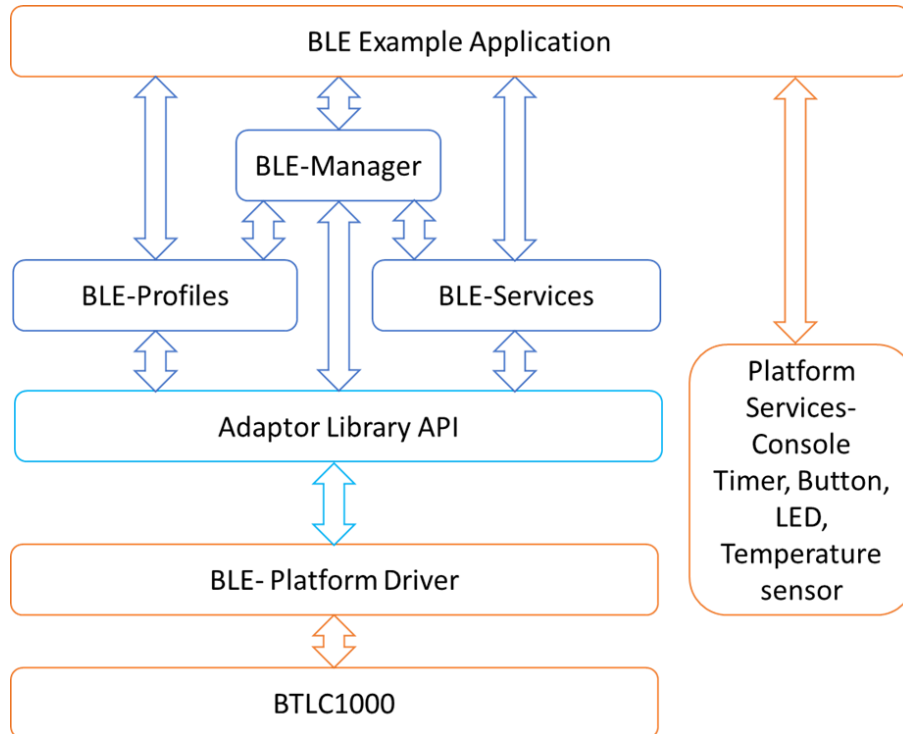 BLE Example Application
BLE-Manager
BLE-Profiles
BLE-Services
Adaptor Library API
Platform
Services-
Console
Timer, Button,
LED,
Temperature
sensor
BLE- Platform Driver
BTLC1000